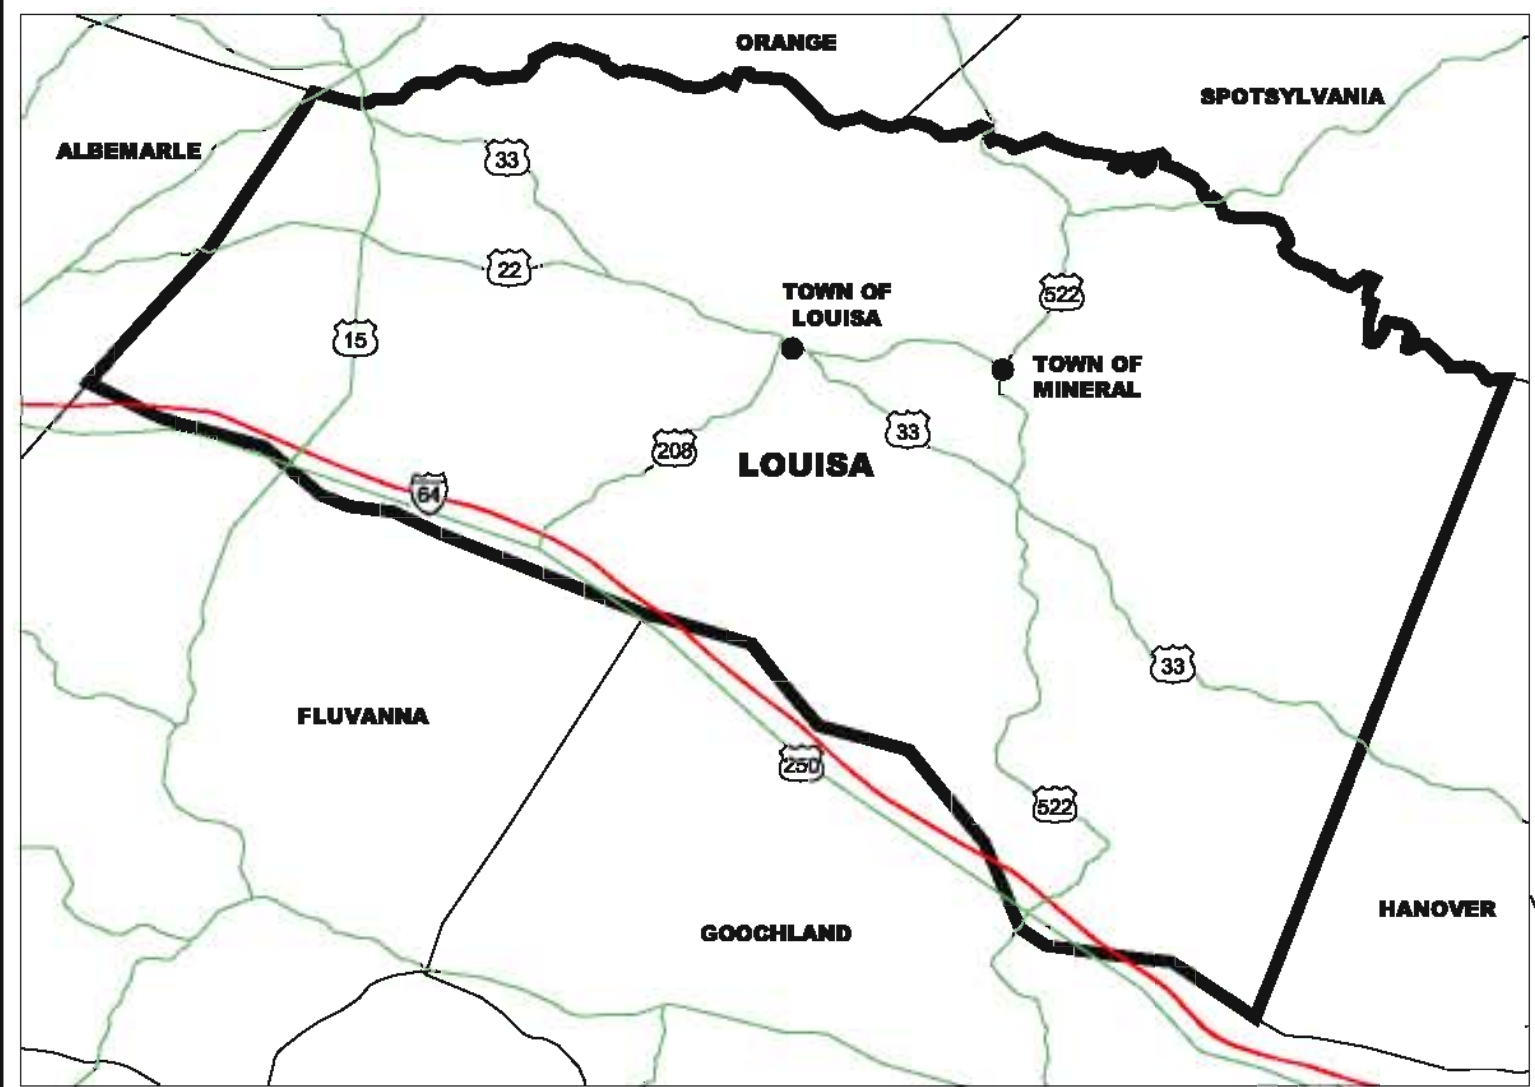 ORANGE
SPOTSYLVANIA
ALBEMARLE
33
22
TOWN OF
LOUISA
522
15
TOWN OF
MINERAL
33
208
LOUISA
64
33
FLUVANNA
250
522
HANOVER
GOOCHLAND